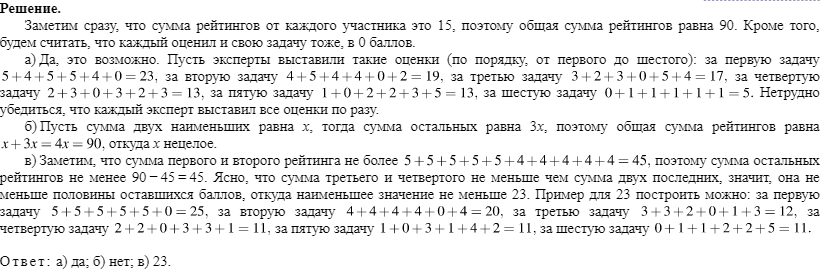 Решение.
Заметим сразу, что сумма рейтингов от каждого участника это 15, поэтому общая сумма рейтингов равна 90. Кроме того,
будем считать, что каждый оценил и свою задачу тоже, в 0 баллов.
а) Да, это возможно. Пусть эксперты выставили такие оценки (по порядку, от первого до шестого): за первую задачу
5+4+5+5+4+0=23, за вторую задачу 4+5+4+4+0+2=19, за третью задачу 3+2+3+0+5+4=17, за четвертую
задачу 2+3+0+3+2+3=13, за пятую задачу 1+0+2+2+3+5=13, за шестую задачу 0+1+1+1+1+1=5. Нетрудно
убедиться, что каждый эксперт выставил все оценки по разу.
б) Пусть сумма двух наименьших равна x, тогда сумма остальных равна 3x, поэтому общая сумма рейтингов равна
x+3x=4x=90, откуда x нецелое.
в) Заметим, что сумма первого и второго рейтинга не более 5+5+5+5+5+4+4+4+4+4=45, поэтому сумма остальных
рейтингов не менее 90−45=45. Ясно, что сумма третьего и четвертого не меньше чем сумма двух последних, значит, она не
меньше половины оставшихся баллов, откуда наименьшее значение не меньше 23. Пример для 23 построить можно: за первую
задачу 5+5+5+5+5+0=25, за вторую задачу 4+4+4+4+0+4=20, за третью задачу 3+3+2+0+1+3=12, за
четвертую задачу 2+2+0+3+3+1=11, за пятую задачу 1+0+3+1+4+2=11, за шестую задачу 0+1+1+2+2+5=11.
Ответ: а) да; б) нет; в) 23.